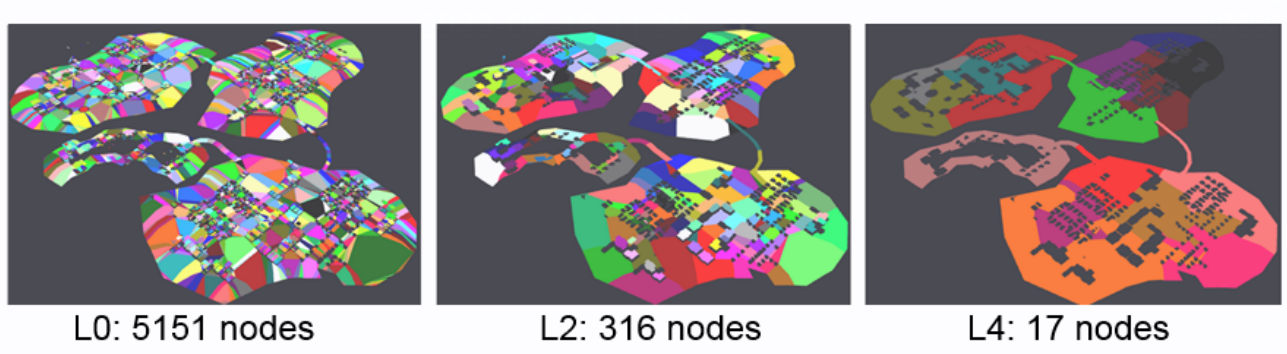 L0: 5151 nodes
L2: 316 nodes
L4: 17 nodes